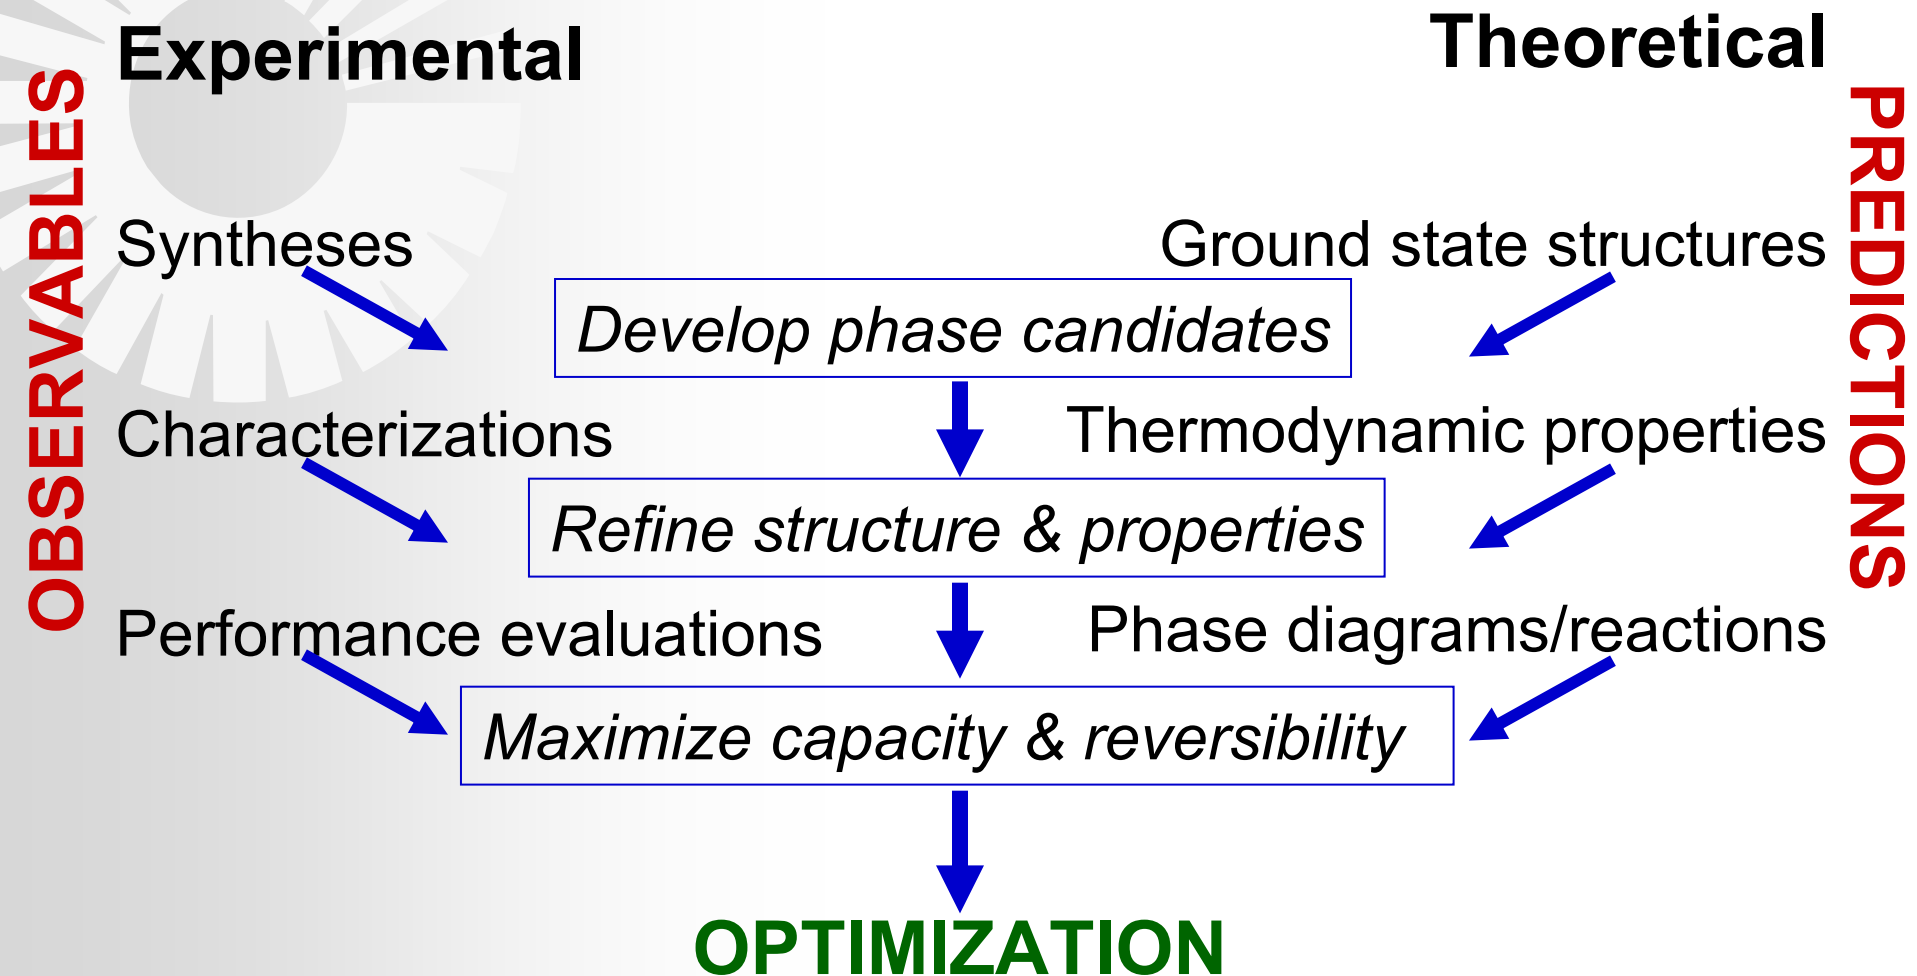 Experimental
Theoretical
OBSERVABLES
PREDICTIONS
Syntheses
Ground state structures
Develop phase candidates
Characterizations
Thermodynamic properties
Refine structure & properties
Performance evaluations
Phase diagrams/reactions
Maximize capacity & reversibility
OPTIMIZATION